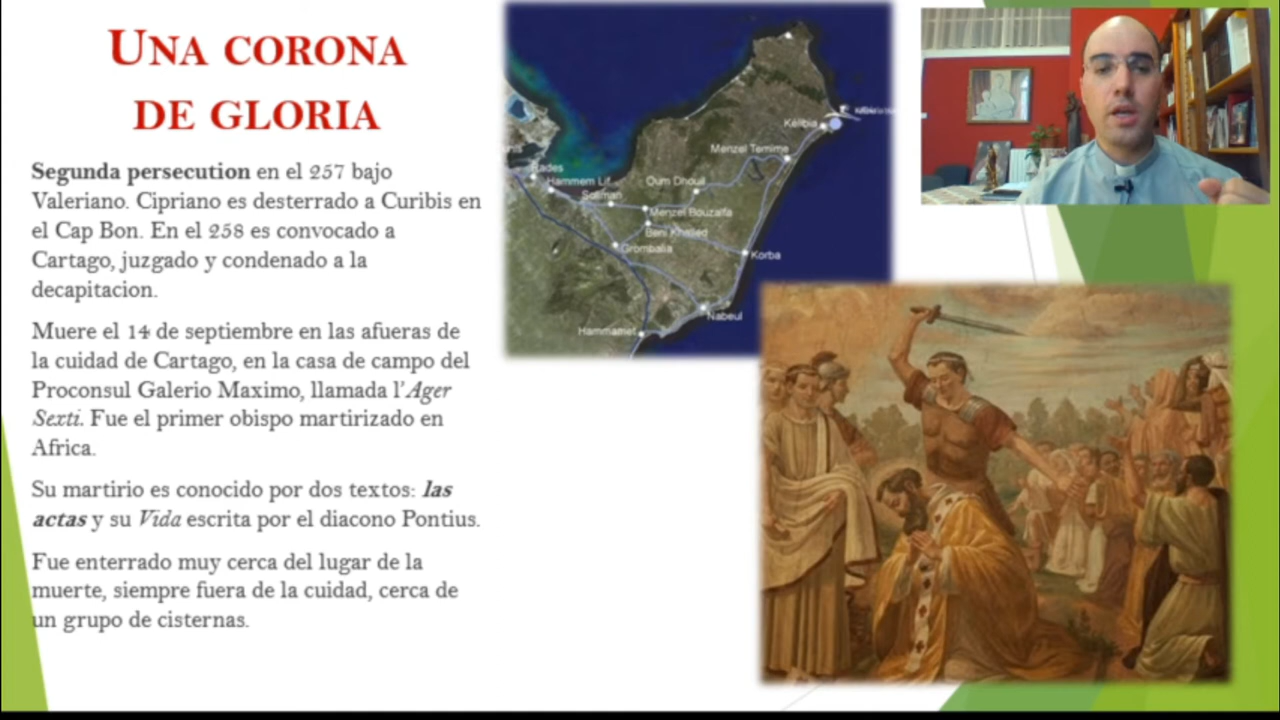 UNA CORONA
DE GLORIA
Segunda persecution en el 257 bajo
Valeriano. Cipriano es desterrado a Curibis en
el Cap Bon. En el 258 es convocado a
Cartago, juzgado y condenado a la
decapitacion.
Muere el 14 de septiembre en las afueras de
la cuidad de Cartago, en la casa de campo del
Proconsul Galerio Maximo, llamada l'Ager
Sexti. Fue el primer obispo martirizado en
Africa.
Su martirio es conocido por dos textos: las
actas y su Vida escrita por el diacono Pontius.
Fue enterrado muy cerca del lugar de la
muerte, siempre fuera de la cuidad, cerca de
un grupo de cisternas.
Kélibia
Menzel Temime
Rades
Hammem Lif
Oum Dhouil
Soliman
Menzel Bouzalfa
Beni Khalled
Grombalia
Korba
Nabeul
Hammamet